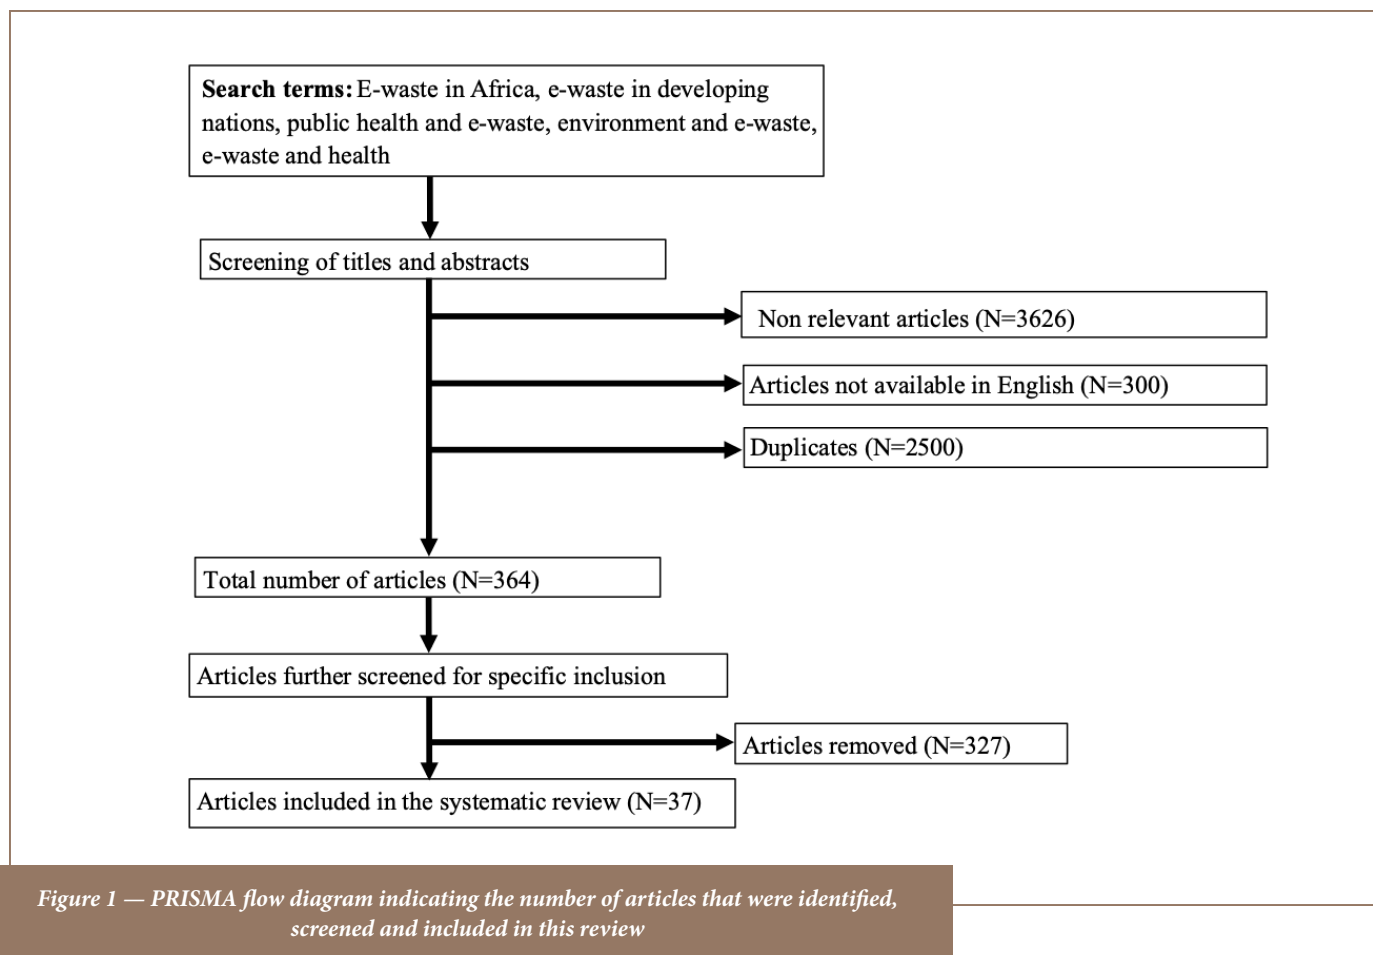 Search terms: E-waste in Africa, e-waste in developing
nations, public health and e-waste, environment and e-waste,
e-waste and health
Screening of titles and abstracts
Non relevant articles (N=3626)
Articles not available in English (N=300)
Duplicates (N=2500)
Total number of articles (N=364)
Articles further screened for specific inclusion
Articles removed (N=327)
Articles included in the systematic review (N=37)
Figure 1 — PRISMA flow diagram indicating the number of articles that were identified,
screened and included in this review